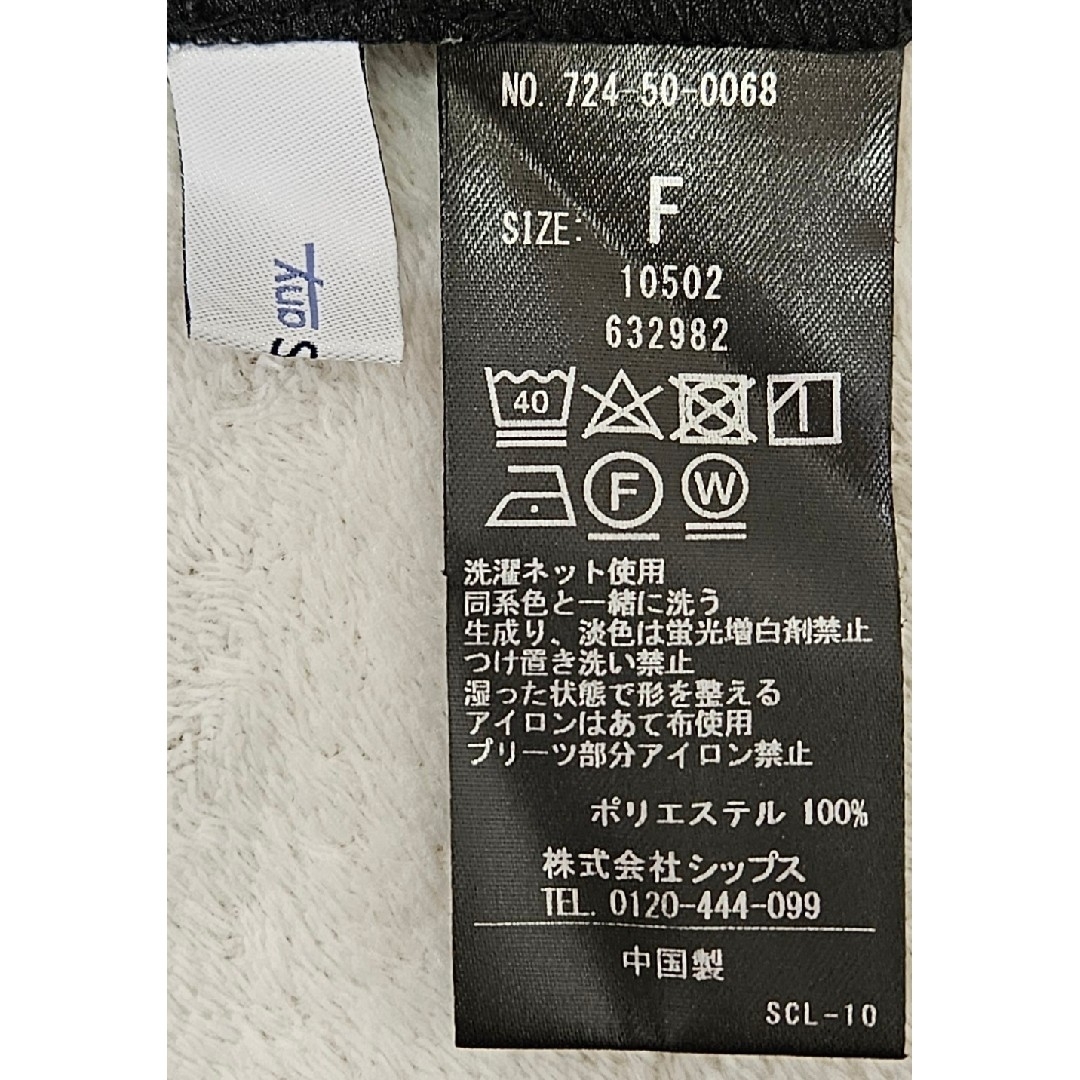 NO. 724-50-0068
SIZE: F
10502
632982
40
F W
洗濯ネット使用
同系色と一緒に洗う
生成り、淡色は蛍光増白剤禁止
つけ置き洗い禁止
湿った状態で形を整える
アイロンはあて布使用
プリーツ部分アイロン禁止
ポリエステル 100%
株式会社シップス
TEL. 0120-444-099
中国製
SCL-10
any
S